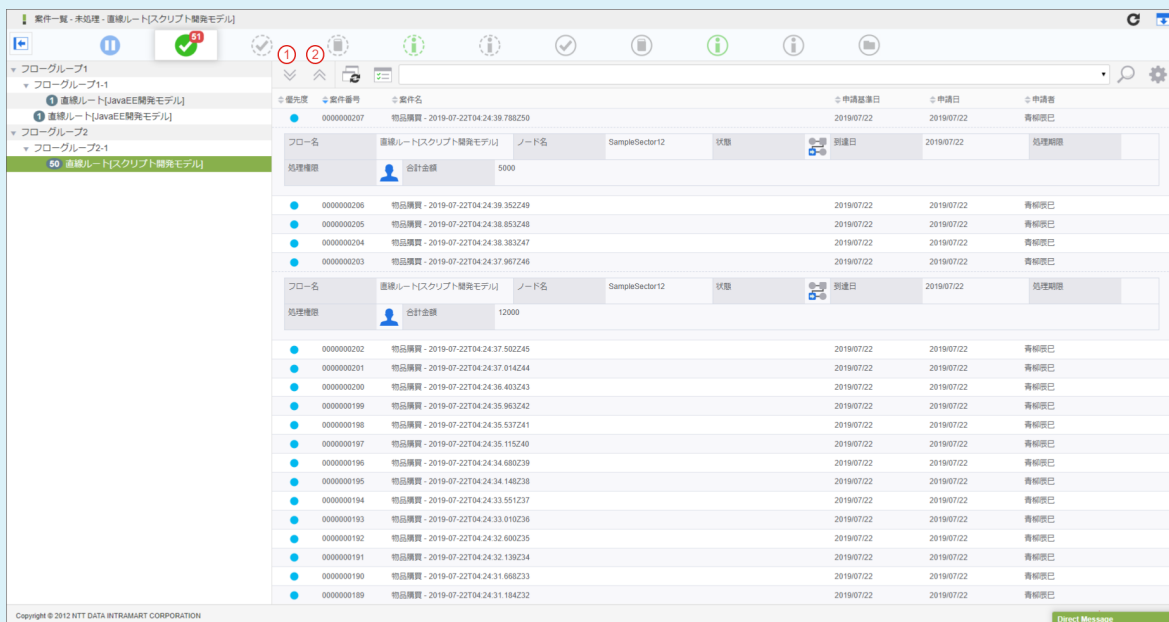 案件一覧 - 未処理 - 直線ルート[スクリプト開発モデル]
51
① ②
フローグループ1
フローグループ1-1
1 直線ルート[JavaEE開発モデル]
1 直線ルート[JavaEE開発モデル]
フローグループ2
フローグループ2-1
50 直線ルート[スクリプト開発モデル]
優先度 案件番号 案件名 申請基準日 申請日 申請者
0000000207 物品購買 - 2019-07-22T04:24:39.788Z50 2019/07/22 2019/07/22 青柳辰巳
フロー名 直線ルート[スクリプト開発モデル] ノード名 SampleSector12 状態 到達日 2019/07/22 処理期限
処理権限 合計金額 5000
0000000206 物品購買 - 2019-07-22T04:24:39.352Z49 2019/07/22 2019/07/22 青柳辰巳
0000000205 物品購買 - 2019-07-22T04:24:38.853Z48 2019/07/22 2019/07/22 青柳辰巳
0000000204 物品購買 - 2019-07-22T04:24:38.383Z47 2019/07/22 2019/07/22 青柳辰巳
0000000203 物品購買 - 2019-07-22T04:24:37.967Z46 2019/07/22 2019/07/22 青柳辰巳
フロー名 直線ルート[スクリプト開発モデル] ノード名 SampleSector12 状態 到達日 2019/07/22 処理期限
処理権限 合計金額 12000
0000000202 物品購買 - 2019-07-22T04:24:37.502Z45 2019/07/22 2019/07/22 青柳辰巳
0000000201 物品購買 - 2019-07-22T04:24:37.014Z44 2019/07/22 2019/07/22 青柳辰巳
0000000200 物品購買 - 2019-07-22T04:24:36.403Z43 2019/07/22 2019/07/22 青柳辰巳
0000000199 物品購買 - 2019-07-22T04:24:35.963Z42 2019/07/22 2019/07/22 青柳辰巳
0000000198 物品購買 - 2019-07-22T04:24:35.537Z41 2019/07/22 2019/07/22 青柳辰巳
0000000197 物品購買 - 2019-07-22T04:24:35.115Z40 2019/07/22 2019/07/22 青柳辰巳
0000000196 物品購買 - 2019-07-22T04:24:34.680Z39 2019/07/22 2019/07/22 青柳辰巳
0000000195 物品購買 - 2019-07-22T04:24:34.148Z38 2019/07/22 2019/07/22 青柳辰巳
0000000194 物品購買 - 2019-07-22T04:24:33.551Z37 2019/07/22 2019/07/22 青柳辰巳
0000000193 物品購買 - 2019-07-22T04:24:33.010Z36 2019/07/22 2019/07/22 青柳辰巳
0000000192 物品購買 - 2019-07-22T04:24:32.600Z35 2019/07/22 2019/07/22 青柳辰巳
0000000191 物品購買 - 2019-07-22T04:24:32.139Z34 2019/07/22 2019/07/22 青柳辰巳
0000000190 物品購買 - 2019-07-22T04:24:31.668Z33 2019/07/22 2019/07/22 青柳辰巳
0000000189 物品購買 - 2019-07-22T04:24:31.184Z32 2019/07/22 2019/07/22 青柳辰巳
Copyright © 2012 NTT DATA INTRAMART CORPORATION
Direct Message